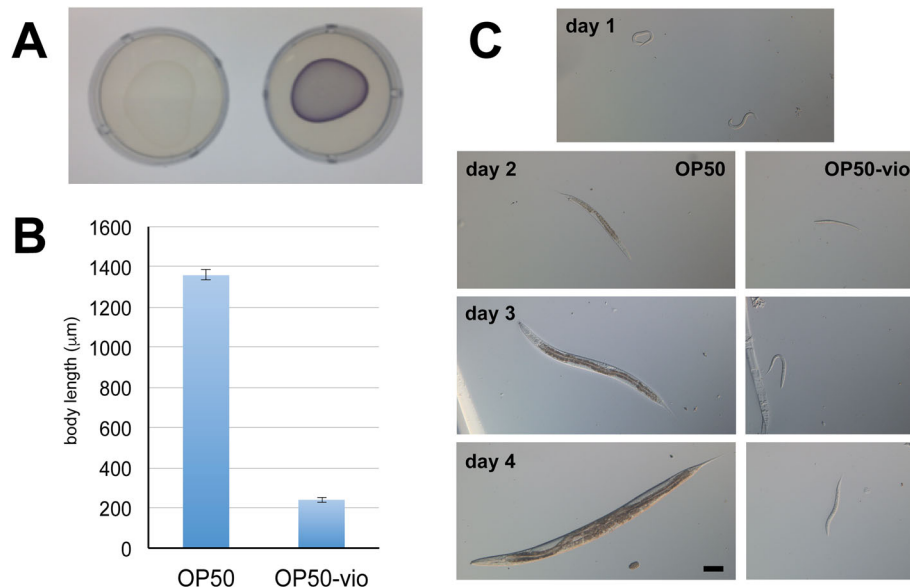 A
B
1600
1400
1200
1000
800
600
400
200
0
body length (μm)
OP50 OP50-vio
C
day 1
day 2 OP50 OP50-vio
day 3
day 4